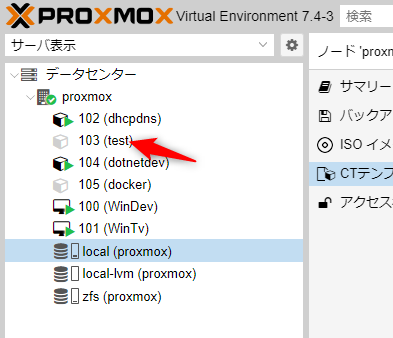 PROXMOX Virtual Environment 7.4-3 検索
サーバ表示
ノード 'proxm
データセンター
proxmox
サマリー
102 (dhcpdns)
バックア
103 (test)
ISO イメ
104 (dotnetdev)
CTテンプ
105 (docker)
アクセス
100 (WinDev)
101 (WinTv)
local (proxmox)
local-lvm (proxmox)
zfs (proxmox)